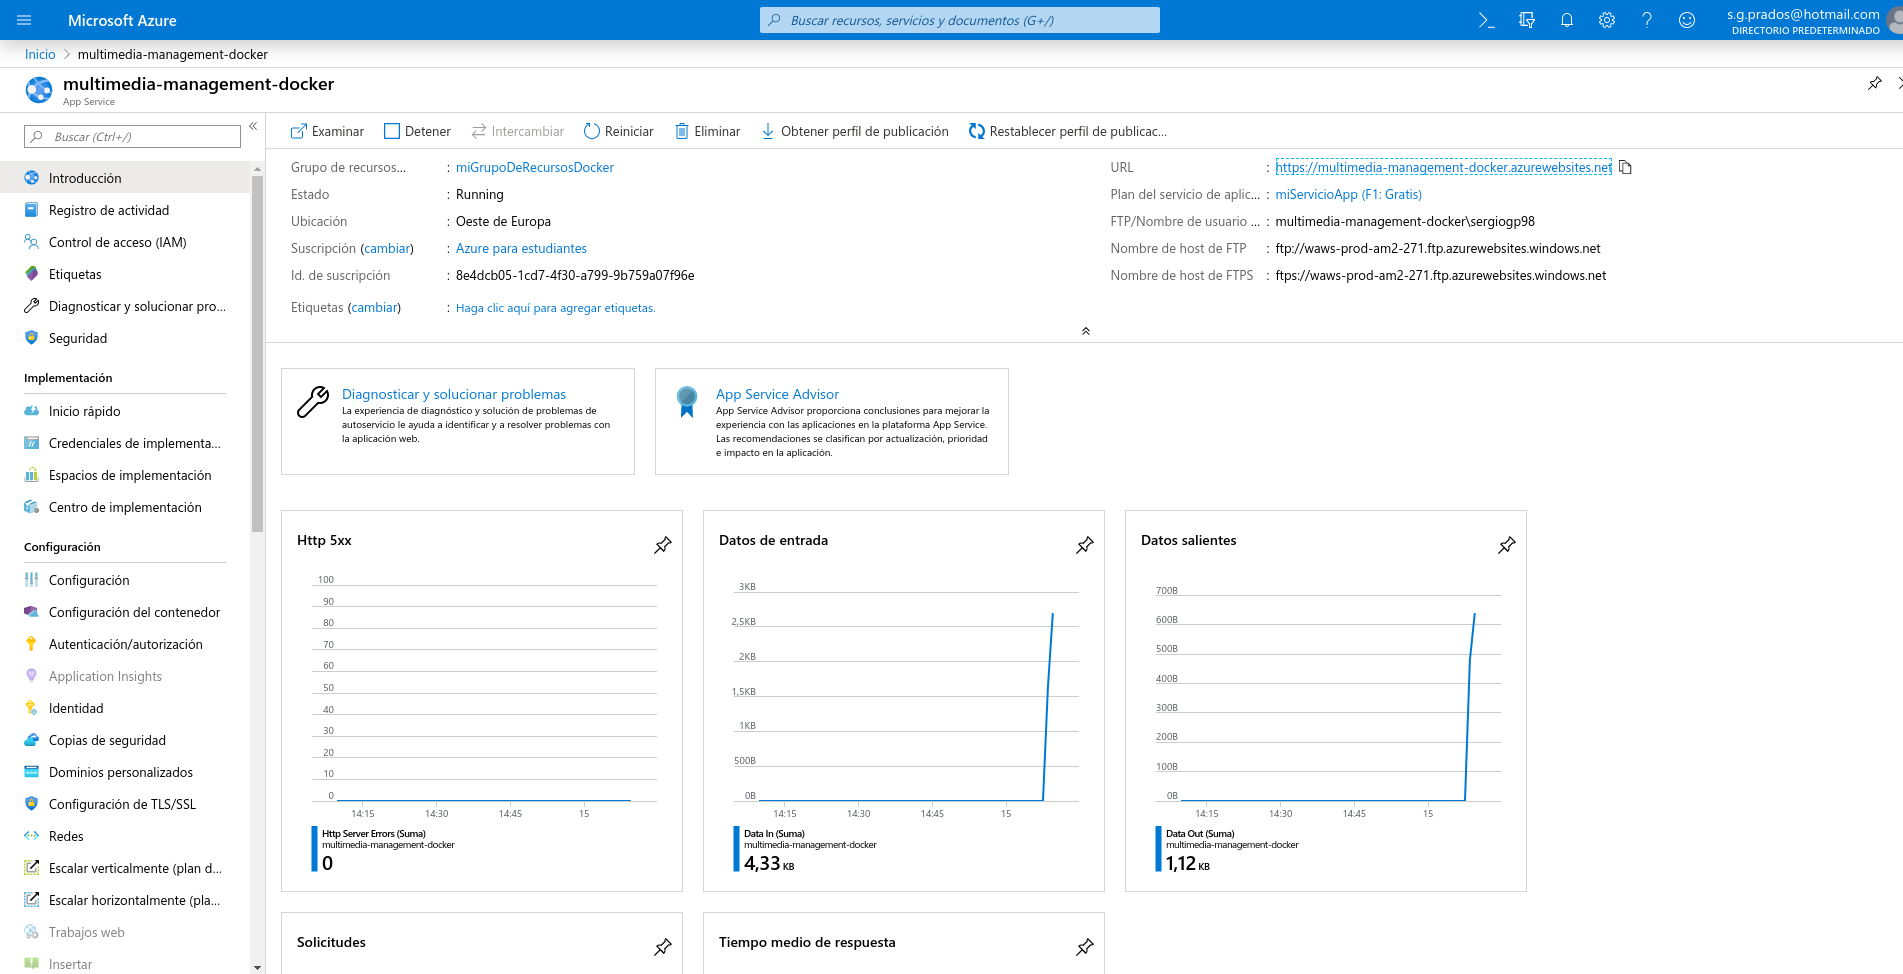 Microsoft Azure
Buscar recursos, servicios y documentos (G+/)
s.g.prados@hotmail.com
DIRECTORIO PREDETERMINADO
Inicio > multimedia-management-docker
multimedia-management-docker
App Service
Buscar (Ctrl+/)
«
Introducción
Registro de actividad
Control de acceso (IAM)
Etiquetas
Diagnosticar y solucionar pro...
Seguridad
Implementación
Inicio rápido
Credenciales de implementa...
Espacios de implementación
Centro de implementación
Configuración
Configuración
Configuración del contenedor
Autenticación/autorización
Application Insights
Identidad
Copias de seguridad
Dominios personalizados
Configuración de TLS/SSL
Redes
Escalar verticalmente (plan d...
Escalar horizontalmente (pla...
Trabajos web
Insertar
Examinar Detener Intercambiar Reiniciar Eliminar Obtener perfil de publicación Restablecer perfil de publicac...
Grupo de recursos... : miGrupoDeRecursosDocker
Estado : Running
Ubicación : Oeste de Europa
Suscripción (cambiar) : Azure para estudiantes
Id. de suscripción : 8e4dcb05-1cd7-4f30-a799-9b759a07f96e
Etiquetas (cambiar) : Haga clic aquí para agregar etiquetas.
URL : https://multimedia-management-docker.azurewebsites.net
Plan del servicio de aplic... : miServicioApp (F1: Gratis)
FTP/Nombre de usuario ... : multimedia-management-docker\sergiogp98
Nombre de host de FTP : ftp://waws-prod-am2-271.ftp.azurewebsites.windows.net
Nombre de host de FTPS : ftps://waws-prod-am2-271.ftp.azurewebsites.windows.net
Diagnosticar y solucionar problemas
La experiencia de diagnóstico y solución de problemas de
autoservicio le ayuda a identificar y a resolver problemas con
la aplicación web.
App Service Advisor
App Service Advisor proporciona conclusiones para mejorar la
experiencia con las aplicaciones en la plataforma App Service.
Las recomendaciones se clasifican por actualización, prioridad
e impacto en la aplicación.
Http 5xx
100
90
80
70
60
50
40
30
20
10
0
14:15 14:30 14:45 15
Http Server Errors (Suma)
multimedia-management-docker
0
Datos de entrada
3KB
2,5KB
2KB
1,5KB
1KB
500B
0B
14:15 14:30 14:45 15
Data In (Suma)
multimedia-management-docker
4,33 KB
Datos salientes
700B
600B
500B
400B
300B
200B
100B
0B
14:15 14:30 14:45 15
Data Out (Suma)
multimedia-management-docker
1,12 KB
Solicitudes
Tiempo medio de respuesta